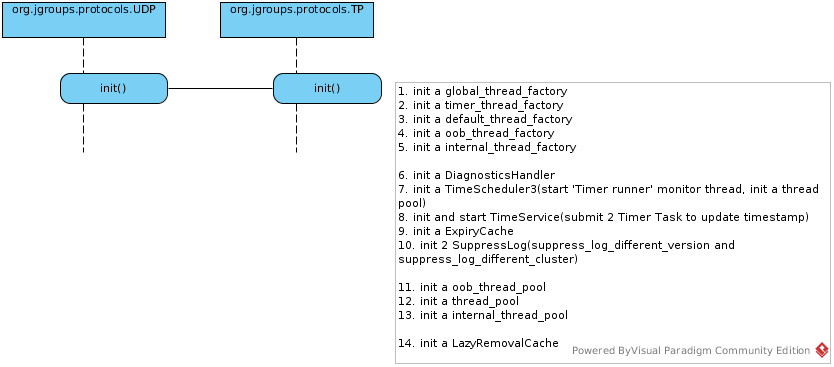 org.jgroups.protocols.UDP
org.jgroups.protocols.TP
init()
init()
1. init a global_thread_factory
2. init a timer_thread_factory
3. init a default_thread_factory
4. init a oob_thread_factory
5. init a internal_thread_factory
6. init a DiagnosticsHandler
7. init a TimeScheduler3(start 'Timer runner' monitor thread, init a thread
pool)
8. init and start TimeService(submit 2 Timer Task to update timestamp)
9. init a ExpiryCache
10. init 2 SuppressLog(suppress_log_different_version and
suppress_log_different_cluster)
11. init a oob_thread_pool
12. init a thread_pool
13. init a internal_thread_pool
14. init a LazyRemovalCache
Powered ByVisual Paradigm Community Edition